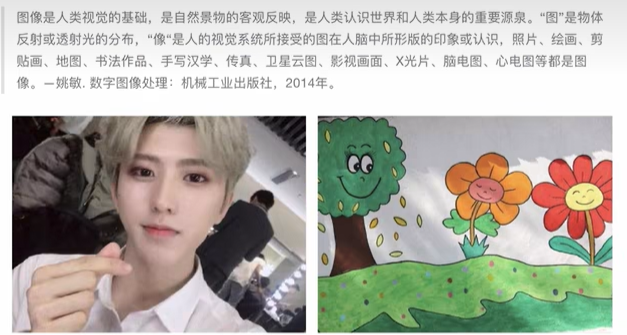 图像是人类视觉的基础，是自然景物的客观反映，是人类认识世界和人类本身的重要源泉。“图”是物体
反射或透射光的分布，“像“是人的视觉系统所接受的图在人脑中所形版的印象或认识，照片、绘画、剪
贴画、地图、书法作品、手写汉学、传真、卫星云图、影视画面、X光片、脑电图、心电图等都是图
像。—姚敏. 数字图像处理：机械工业出版社，2014年。